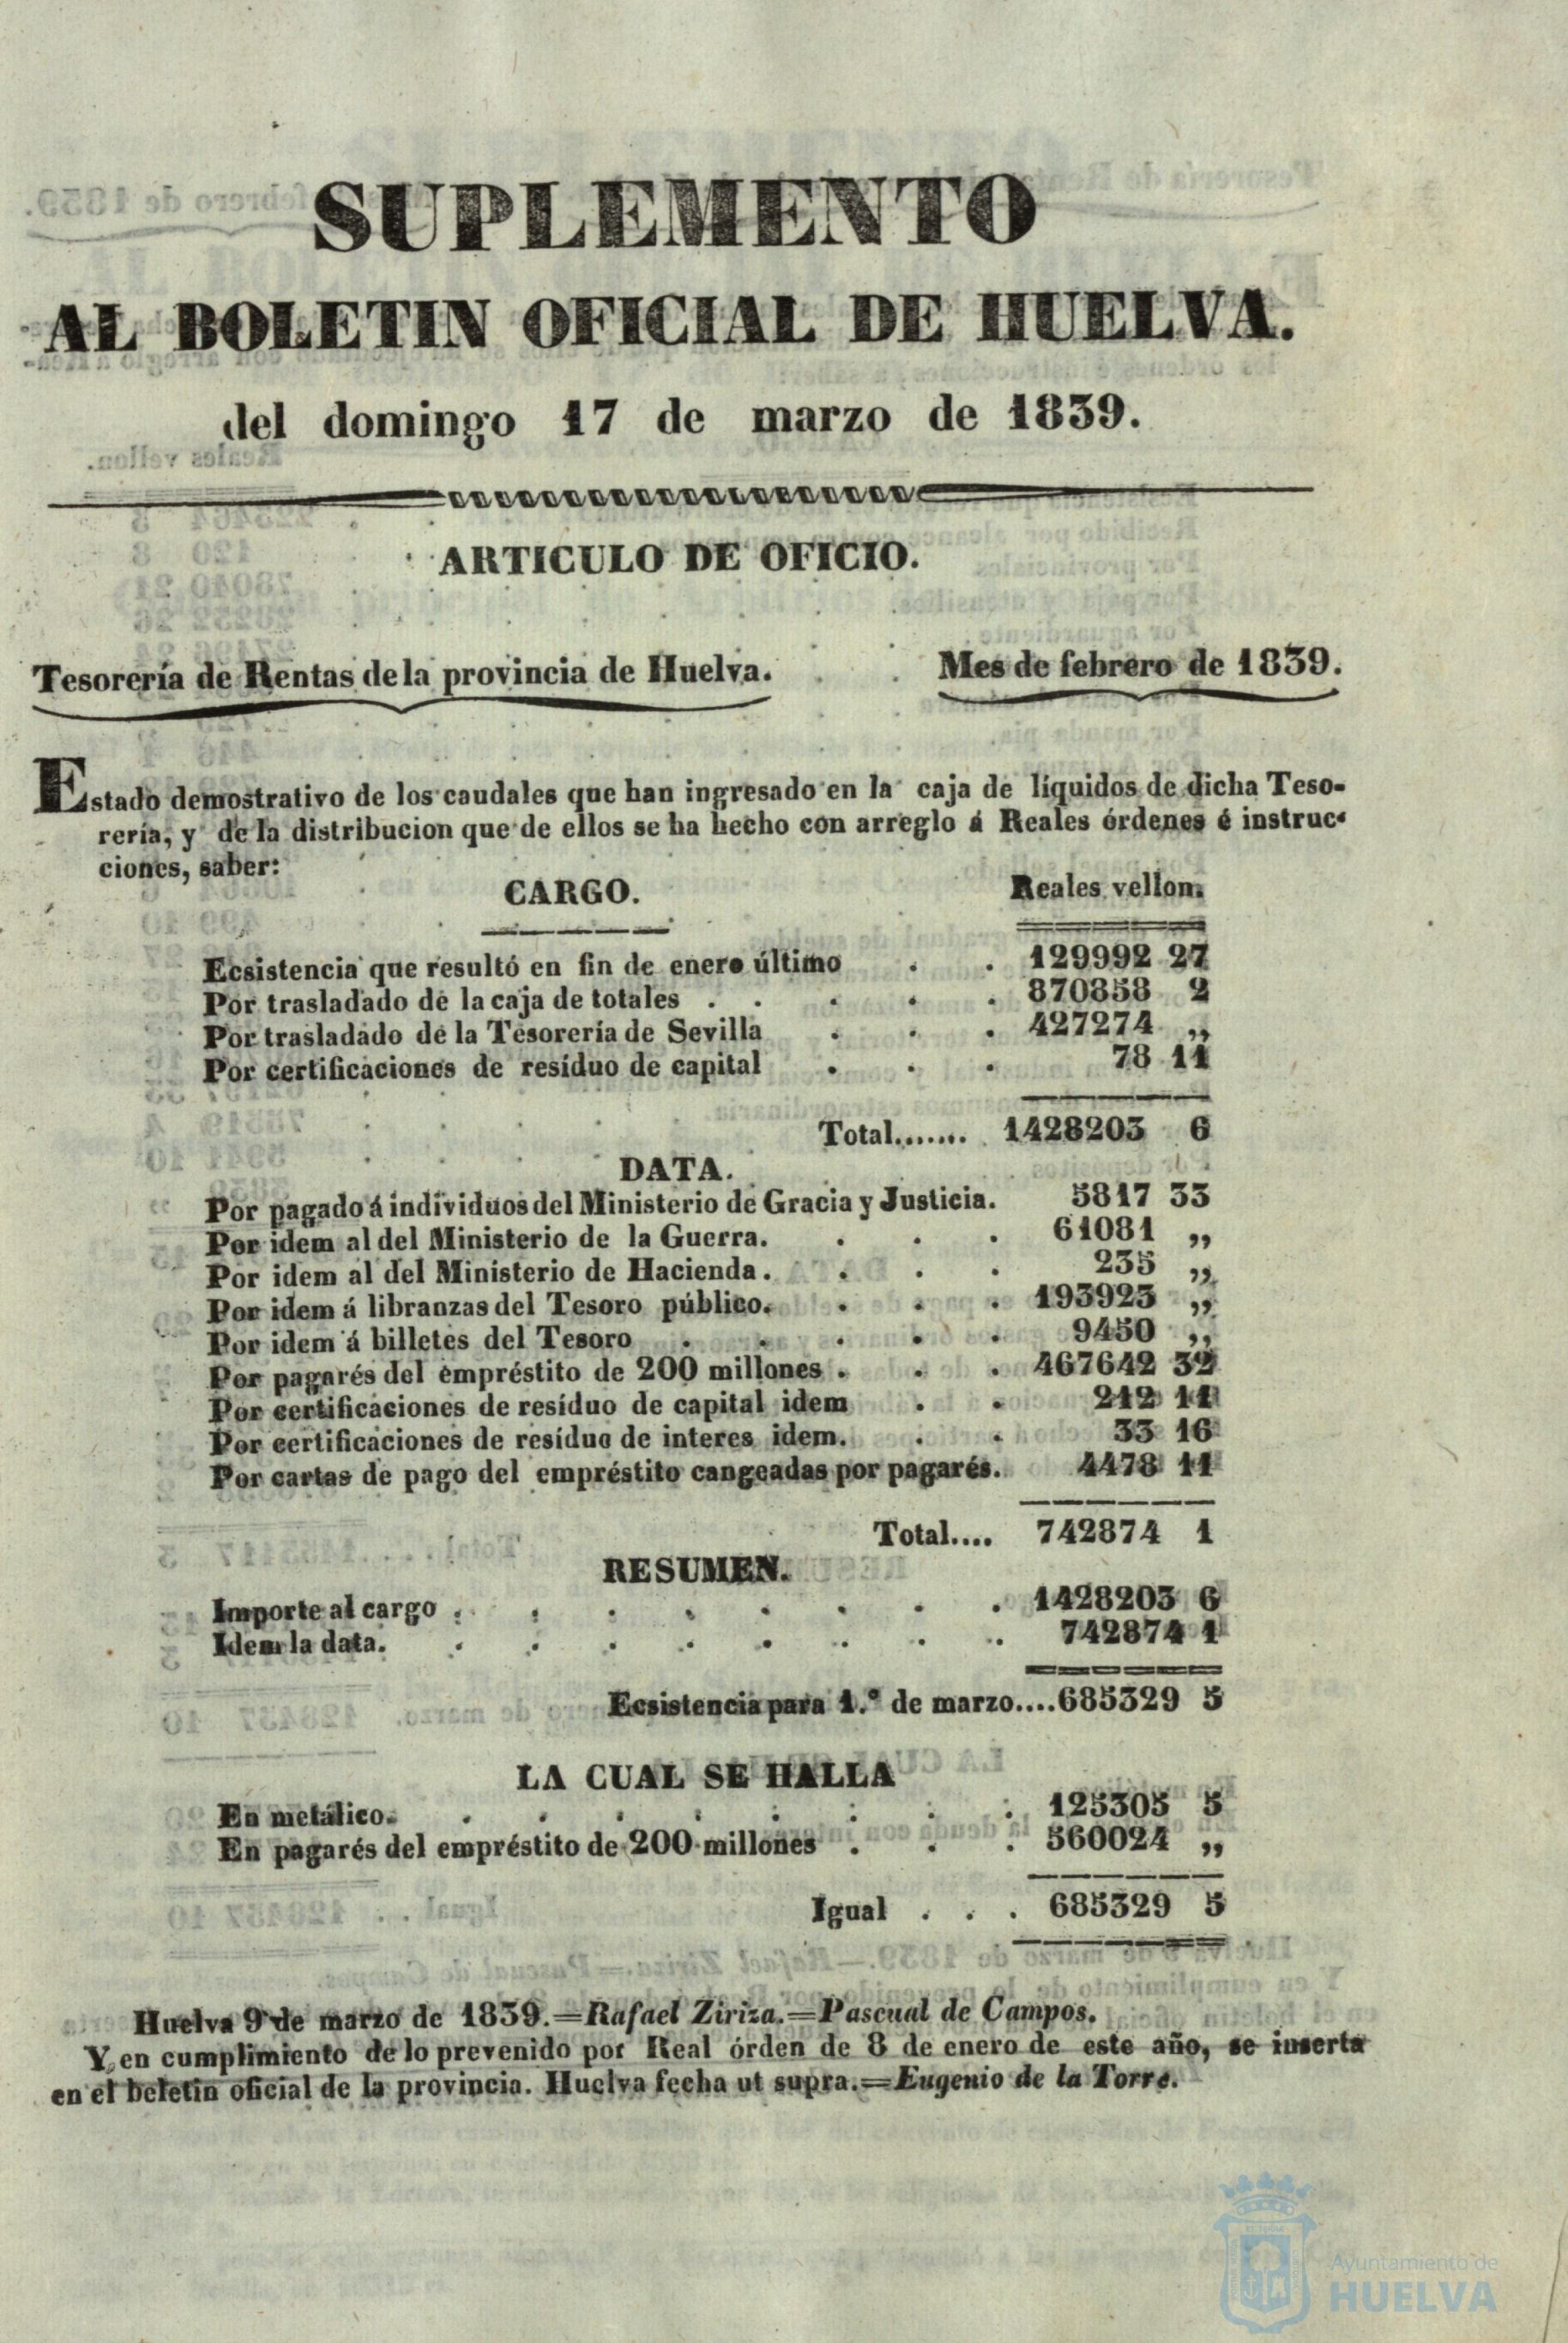 SUPLEMENTO
AL BOLETIN OFICIAL DE HUELVA.
del domingo 17 de marzo de 1839.
ARTICULO DE OFICIO.
Tesorería de Rentas de la provincia de Huelva. Mes de febrero de 1839.
Estado demostrativo de los caudales que han ingresado en la caja de líquidos de dicha Teso-
rería, y de la distribucion que de ellos se ha hecho con arreglo á Reales órdenes é instruc-
ciones, saber:
CARGO. Reales vellon.
Ecsistencia que resultó en fin de enero último . . 129992 27
Por trasladado de la caja de totales . . . . . 870858 2
Por trasladado de la Tesorería de Sevilla . . . 427274 „
Por certificaciones de resíduo de capital . . . 78 11
Total....... 1428203 6
DATA.
Por pagado á individuos del Ministerio de Gracia y Justicia. 5817 33
Por idem al del Ministerio de la Guerra. . . . 61081 „
Por idem al del Ministerio de Hacienda. . . . 235 „
Por idem á libranzas del Tesoro público. . . . 193923 „
Por idem á billetes del Tesoro . . . . . 9450 „
Por pagarés del empréstito de 200 millones . . . 467642 32
Por certificaciones de resíduo de capital idem . . 212 11
Por certificaciones de resíduo de interes idem. . . 33 16
Por cartas de pago del empréstito cangeadas por pagarés. 4478 11
Total.... 742874 1
RESUMEN.
Importe al cargo . . . . . . . . 1428203 6
Idem la data. . . . . . . . . 742874 1
Ecsistencia para 1.º de marzo....685329 5
LA CUAL SE HALLA
En metálico. . . . . . . . . 125305 5
En pagarés del empréstito de 200 millones . . . 560024 „
Igual . . . 685329 5
Huelva 9 de marzo de 1839.=Rafael Ziriza.=Pascual de Campos.
Y en cumplimiento de lo prevenido por Real órden de 8 de enero de este año, se inserta
en el beletin oficial de la provincia. Huelva fecha ut supra.=Eugenio de la Torre.
Ayuntamiento de
HUELVA